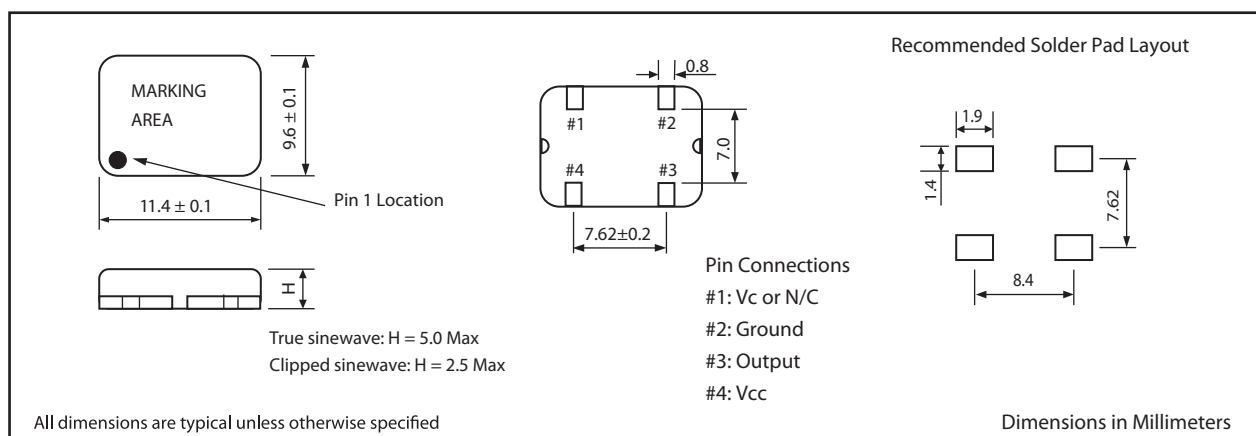 Recommended Solder Pad Layout
MARKING
AREA
9.6 ± 0.1
Pin 1 Location
11.4 ± 0.1
H
True sinewave: H = 5.0 Max
Clipped sinewave: H = 2.5 Max
0.8
#1 #2
#4 #3
7.0
7.62±0.2
Pin Connections
#1: Vc or N/C
#2: Ground
#3: Output
#4: Vcc
1.9
1.4
7.62
8.4
All dimensions are typical unless otherwise specified
Dimensions in Millimeters